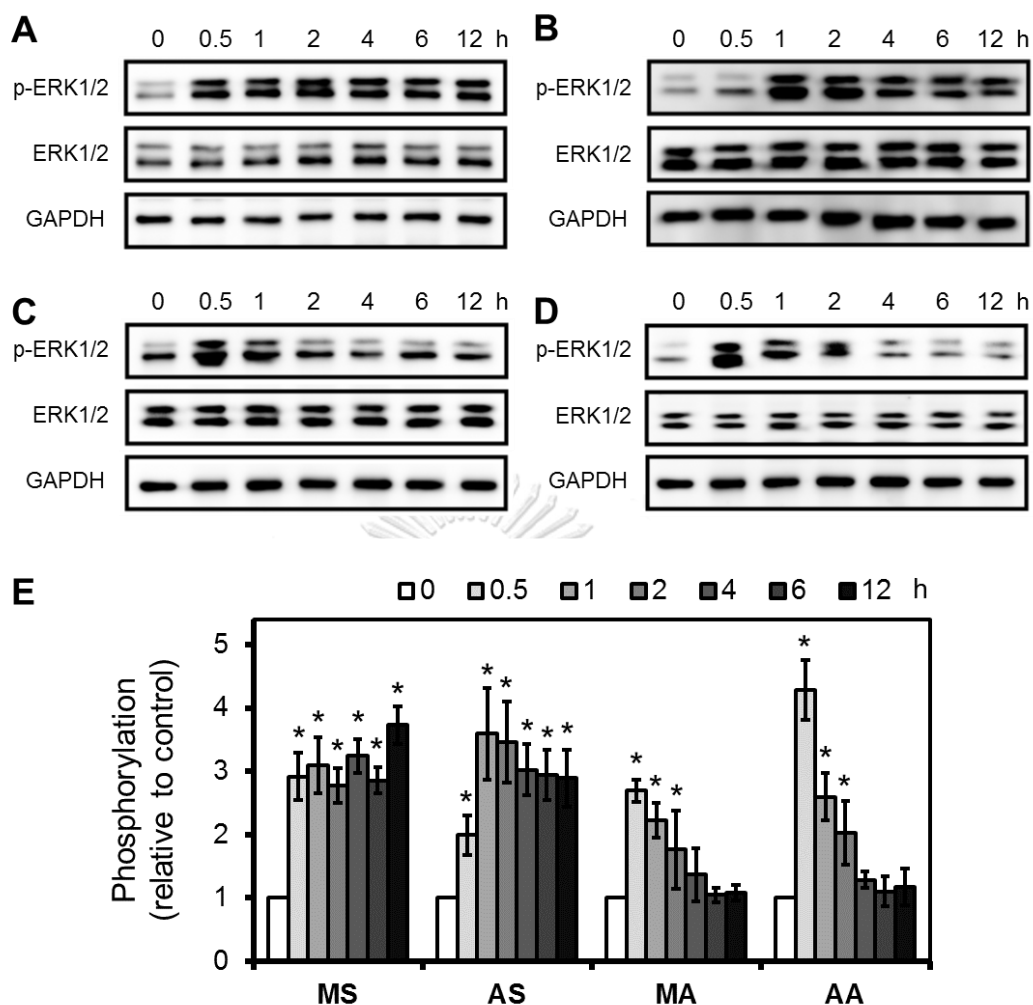 A
0 0.5 1 2 4 6 12 h
p-ERK1/2
ERK1/2
GAPDH
B
0 0.5 1 2 4 6 12 h
p-ERK1/2
ERK1/2
GAPDH
C
0 0.5 1 2 4 6 12 h
p-ERK1/2
ERK1/2
GAPDH
D
0 0.5 1 2 4 6 12 h
p-ERK1/2
ERK1/2
GAPDH
E
0 0.5 1 2 4 6 12 h
Phosphorylation
(relative to control)
5
4
3
2
1
0
* * * * * *
* * * * * *
* * *
* * *
MS AS MA AA